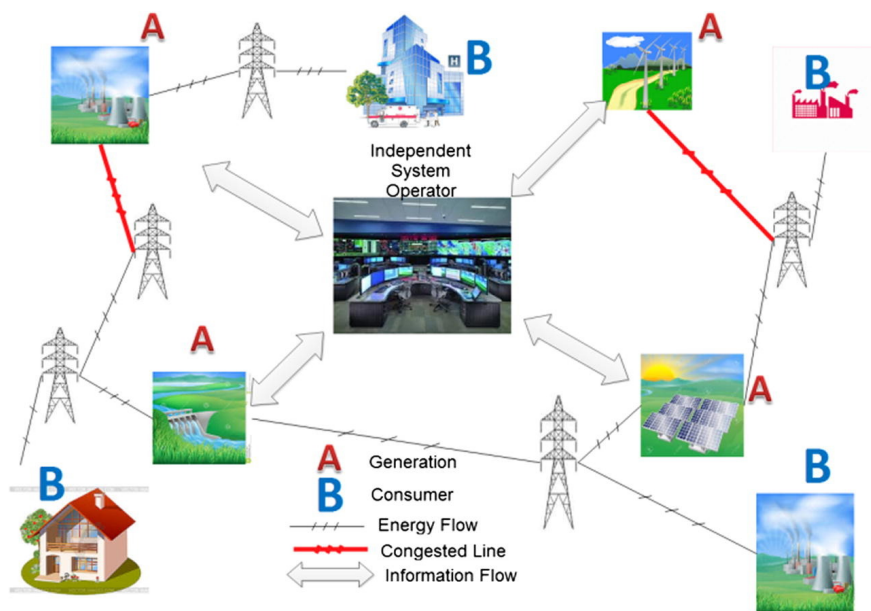 A
A
B
B
H
Independent
System
Operator
A
A
A
Generation
B
B
B
Consumer
Energy Flow
Congested Line
Information Flow